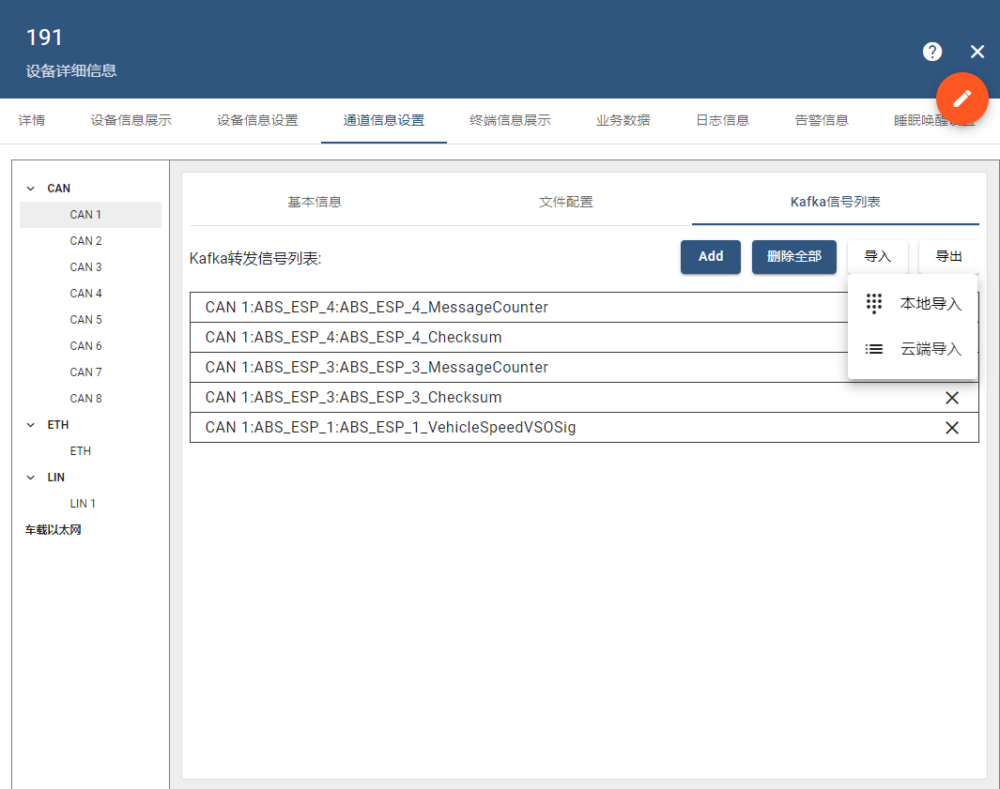 191
设备详细信息
详情 设备信息展示 设备信息设置 通道信息设置 终端信息展示 业务数据 日志信息 告警信息 睡眠唤醒
CAN
CAN 1
CAN 2
CAN 3
CAN 4
CAN 5
CAN 6
CAN 7
CAN 8
ETH
ETH
LIN
LIN 1
车载以太网
基本信息 文件配置 Kafka信号列表
Kafka转发信号列表: Add 删除全部 导入 导出
本地导入
云端导入
CAN 1:ABS_ESP_4:ABS_ESP_4_MessageCounter
CAN 1:ABS_ESP_4:ABS_ESP_4_Checksum
CAN 1:ABS_ESP_3:ABS_ESP_3_MessageCounter
CAN 1:ABS_ESP_3:ABS_ESP_3_Checksum
CAN 1:ABS_ESP_1:ABS_ESP_1_VehicleSpeedVSOSig